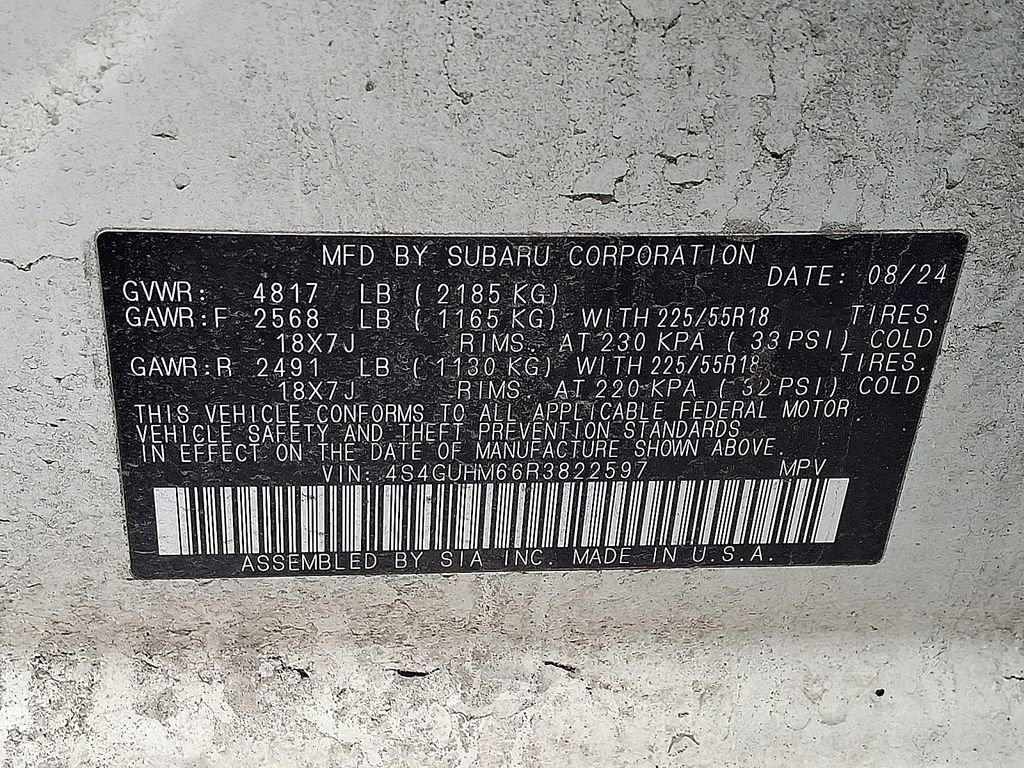 MFD BY SUBARU CORPORATION
DATE: 08/24
GVWR: 4817 LB ( 2185 KG)
GAWR:F 2568 LB ( 1165 KG) WITH 225/55R18 TIRES.
18X7J RIMS. AT 230 KPA ( 33 PSI) COLD
GAWR:R 2491 LB ( 1130 KG) WITH 225/55R18 TIRES.
18X7J RIMS. AT 220 KPA ( 32 PSI) COLD
THIS VEHICLE CONFORMS TO ALL APPLICABLE FEDERAL MOTOR
VEHICLE SAFETY AND THEFT PREVENTION STANDARDS
IN EFFECT ON THE DATE OF MANUFACTURE SHOWN ABOVE.
VIN: 4S4GUHM66R3822597 MPV
ASSEMBLED BY SIA INC. MADE IN U.S.A.